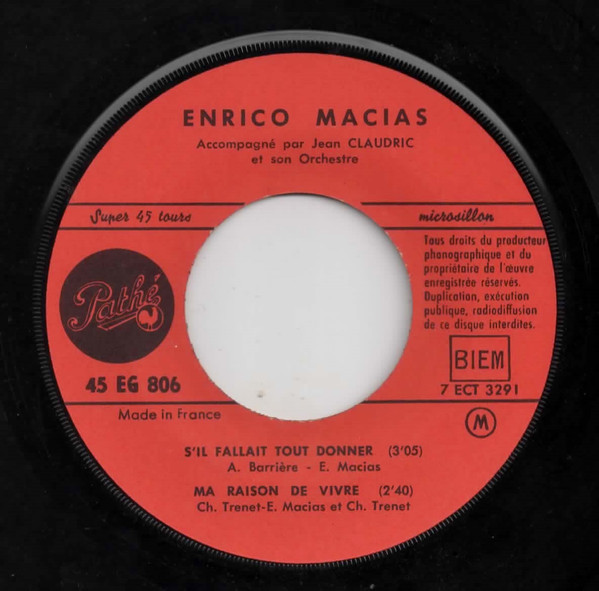 ENRICO MACIAS
Accompagné par Jean CLAUDRIC
et son Orchestre
Super 45 tours
microsillon
Tous droits du producteur
phonographique et du
propriétaire de l'œuvre
enregistrée réservés.
Duplication, exécution
publique, radiodiffusion
de ce disque interdites.
Pathé
45 EG 806
Made in France
BIEM
7 ECT 3291
M
S'IL FALLAIT TOUT DONNER (3'05)
A. Barrière - E. Macias
MA RAISON DE VIVRE (2'40)
Ch. Trenet-E. Macias et Ch. Trenet